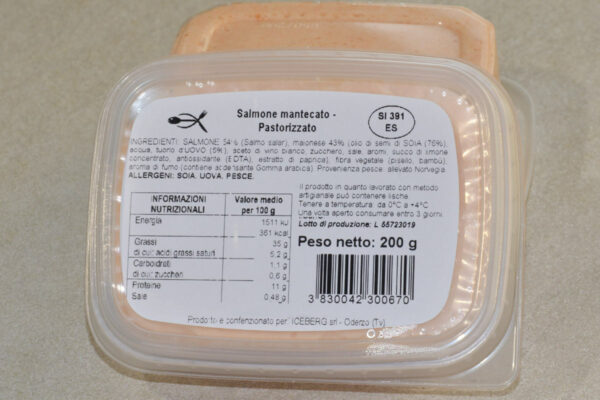 Salmone mantecato -
Pastorizzato
SI 391
ES
INGREDIENTI: SALMONE 54% (Salmo salar), maionese 43% (olio di semi di SOIA (76%),
acqua, tuorlo d'UOVO (5%), aceto di vino bianco, zucchero, sale, aromi, succo di limone
concentrato, antiossidante (EDTA), estratto di paprica), fibra vegetale (pisello, bambù),
aroma di fumo (contiene addensante Gomma arabica). Provenienza pesce: allevato Norvegia
ALLERGENI: SOIA, UOVA, PESCE.
INFORMAZIONI
NUTRIZIONALI
Valore medio
per 100 g
Energia
1511 kJ
361 kcal
Grassi
35 g
di cui: acidi grassi saturi
5,2 g
Carboidrati
1,1 g
di cui: zuccheri
0,6 g
Proteine
11 g
Sale
0,48 g
Il prodotto in quanto lavorato con metodo
artigianale può contenere lische.
Tenere a temperatura da 0°C a +4°C
Una volta aperto consumare entro 3 giorni
Lotto di produzione: L 55723019
Peso netto: 200 g
3 830042 300670
Prodotto e confenzionato per: ICEBERG srl - Oderzo (Tv)